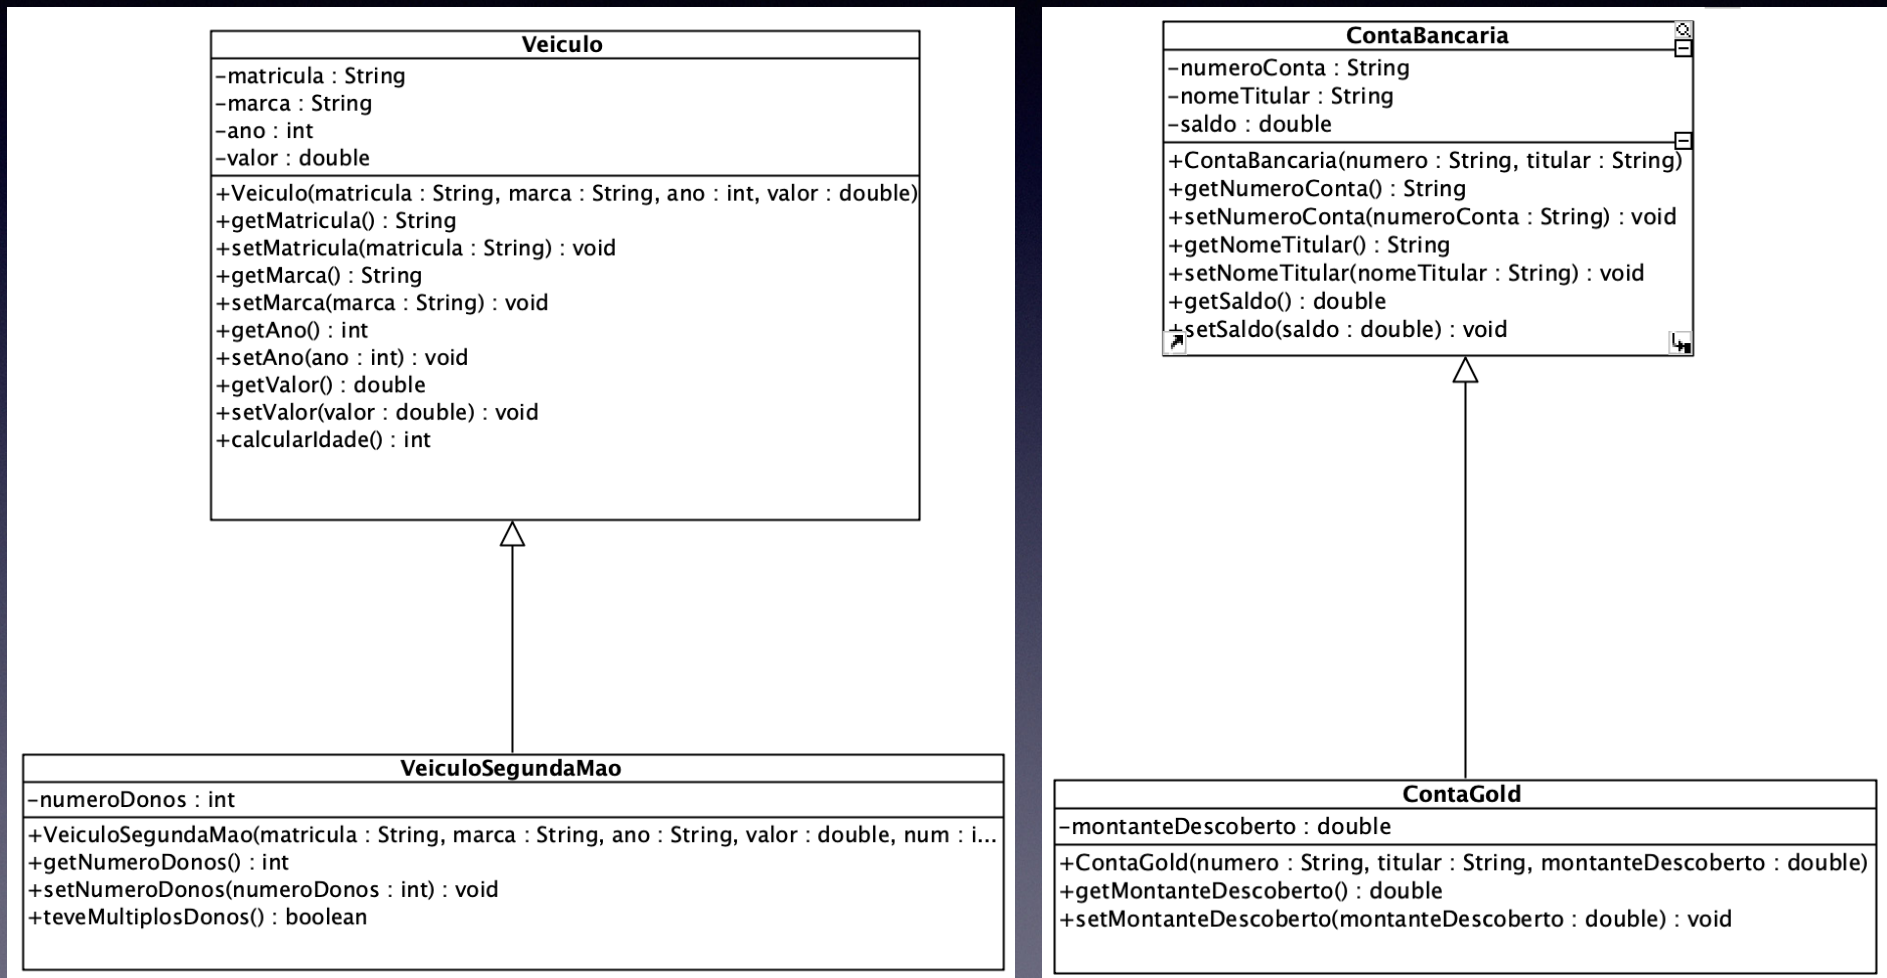 Veiculo
-matricula : String
-marca : String
-ano : int
-valor : double
+Veiculo(matricula : String, marca : String, ano : int, valor : double)
+getMatricula() : String
+setMatricula(matricula : String) : void
+getMarca() : String
+setMarca(marca : String) : void
+getAno() : int
+setAno(ano : int) : void
+getValor() : double
+setValor(valor : double) : void
+calcularIdade() : int
VeiculoSegundaMao
-numeroDonos : int
+VeiculoSegundaMao(matricula : String, marca : String, ano : String, valor : double, num : i...
+getNumeroDonos() : int
+setNumeroDonos(numeroDonos : int) : void
+teveMultiplosDonos() : boolean
ContaBancaria
-numeroConta : String
-nomeTitular : String
-saldo : double
+ContaBancaria(numero : String, titular : String)
+getNumeroConta() : String
+setNumeroConta(numeroConta : String) : void
+getNomeTitular() : String
+setNomeTitular(nomeTitular : String) : void
+getSaldo() : double
+setSaldo(saldo : double) : void
ContaGold
-montanteDescoberto : double
+ContaGold(numero : String, titular : String, montanteDescoberto : double)
+getMontanteDescoberto() : double
+setMontanteDescoberto(montanteDescoberto : double) : void